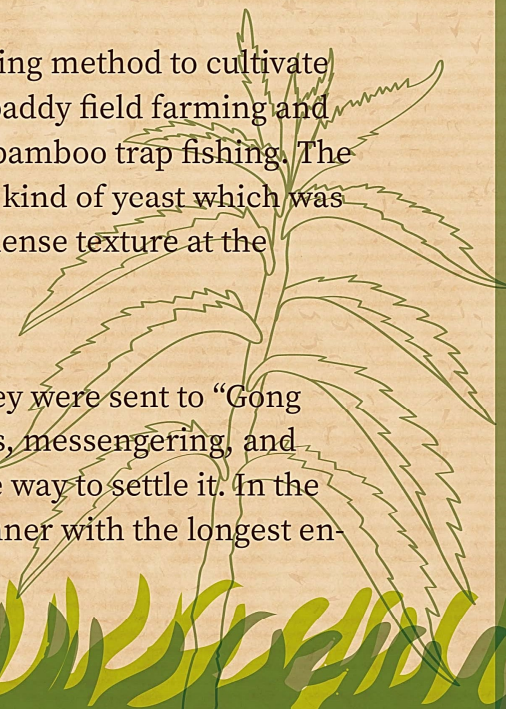 ing method to cultivate
paddy field farming and
bamboo trap fishing. The
kind of yeast which was
ense texture at the
ey were sent to “Gong
s, messengering, and
e way to settle it. In the
nner with the longest en-